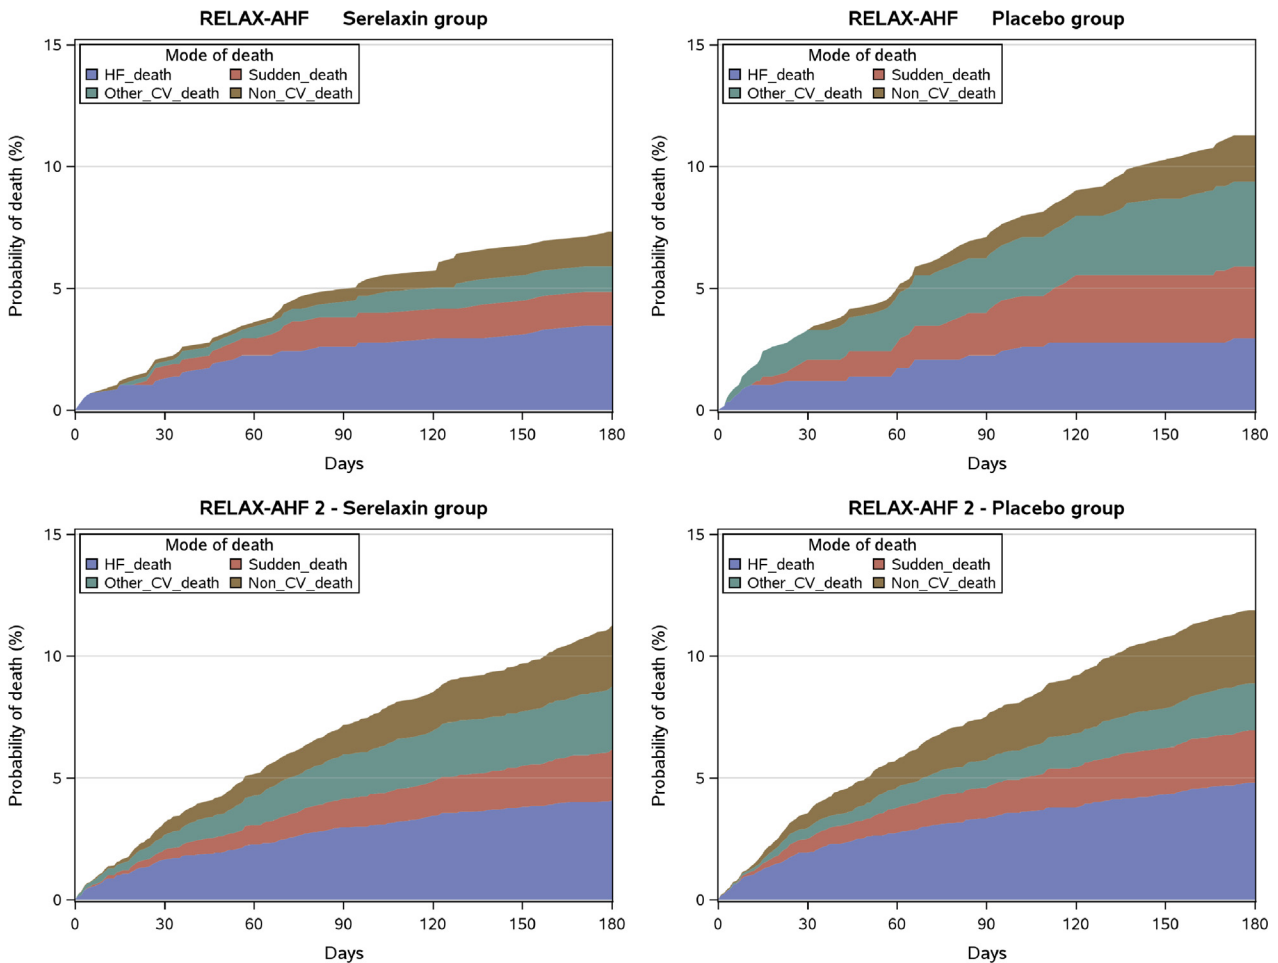 RELAX-AHF Serelaxin group
15
10
5
0
Probability of death (%)
Mode of death
HF_death Sudden_death
Other_CV_death Non_CV_death
0 30 60 90 120 150 180
Days
RELAX-AHF Placebo group
15
10
5
0
Probability of death (%)
Mode of death
HF_death Sudden_death
Other_CV_death Non_CV_death
0 30 60 90 120 150 180
Days
RELAX-AHF 2 - Serelaxin group
15
10
5
0
Probability of death (%)
Mode of death
HF_death Sudden_death
Other_CV_death Non_CV_death
0 30 60 90 120 150 180
Days
RELAX-AHF 2 - Placebo group
15
10
5
0
Probability of death (%)
Mode of death
HF_death Sudden_death
Other_CV_death Non_CV_death
0 30 60 90 120 150 180
Days